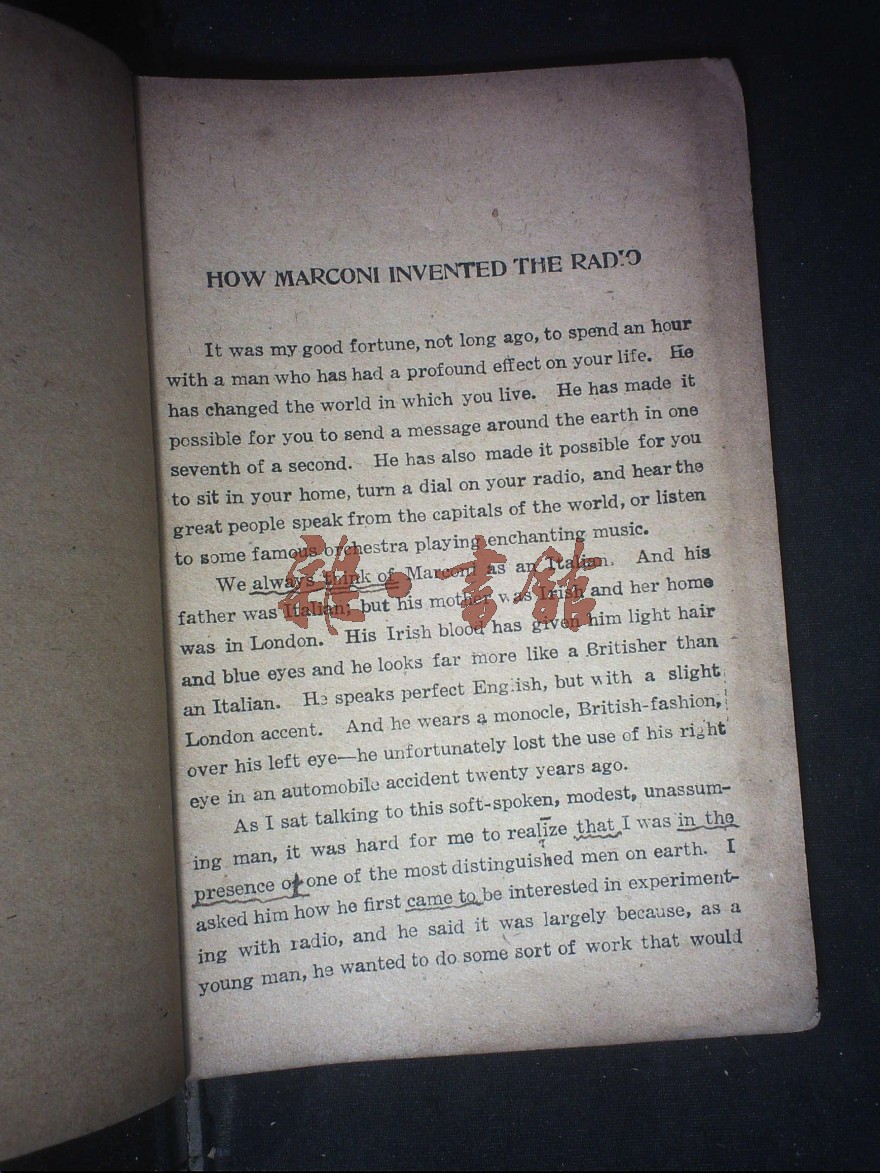 HOW MARCONI INVENTED THE RADIO
It was my good fortune, not long ago, to spend an hour
with a man who has had a profound effect on your life. He
has changed the world in which you live. He has made it
possible for you to send a message around the earth in one
seventh of a second. He has also made it possible for you
to sit in your home, turn a dial on your radio, and hear the
great people speak from the capitals of the world, or listen
to some famous orchestra playing enchanting music.
We always think of Marconi as an Italian. And his
father was Italian; but his mother was Irish and her home
was in London. His Irish blood has given him light hair
and blue eyes and he looks far more like a Britisher than
an Italian. He speaks perfect English, but with a slight
London accent. And he wears a monocle, British-fashion,
over his left eye—he unfortunately lost the use of his right
eye in an automobile accident twenty years ago.
As I sat talking to this soft-spoken, modest, unassum-
ing man, it was hard for me to realize that I was in the
presence of one of the most distinguished men on earth. I
asked him how he first came to be interested in experiment-
ing with radio, and he said it was largely because, as a
young man, he wanted to do some sort of work that would
雜·書館